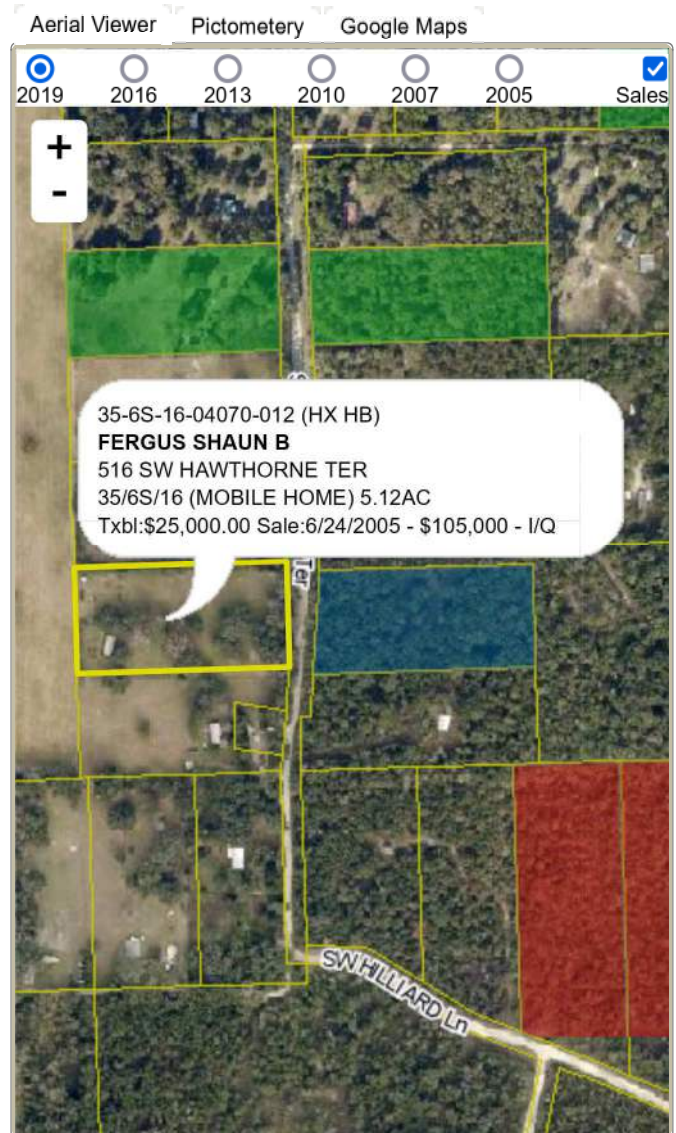 Aerial Viewer Pictometery Google Maps
2019 2016 2013 2010 2007 2005 Sales
+
-
35-6S-16-04070-012 (HX HB)
FERGUS SHAUN B
516 SW HAWTHORNE TER
35/6S/16 (MOBILE HOME) 5.12AC
Txbl:$25,000.00 Sale:6/24/2005 - $105,000 - I/Q
Ter
SW HILLIARD Ln